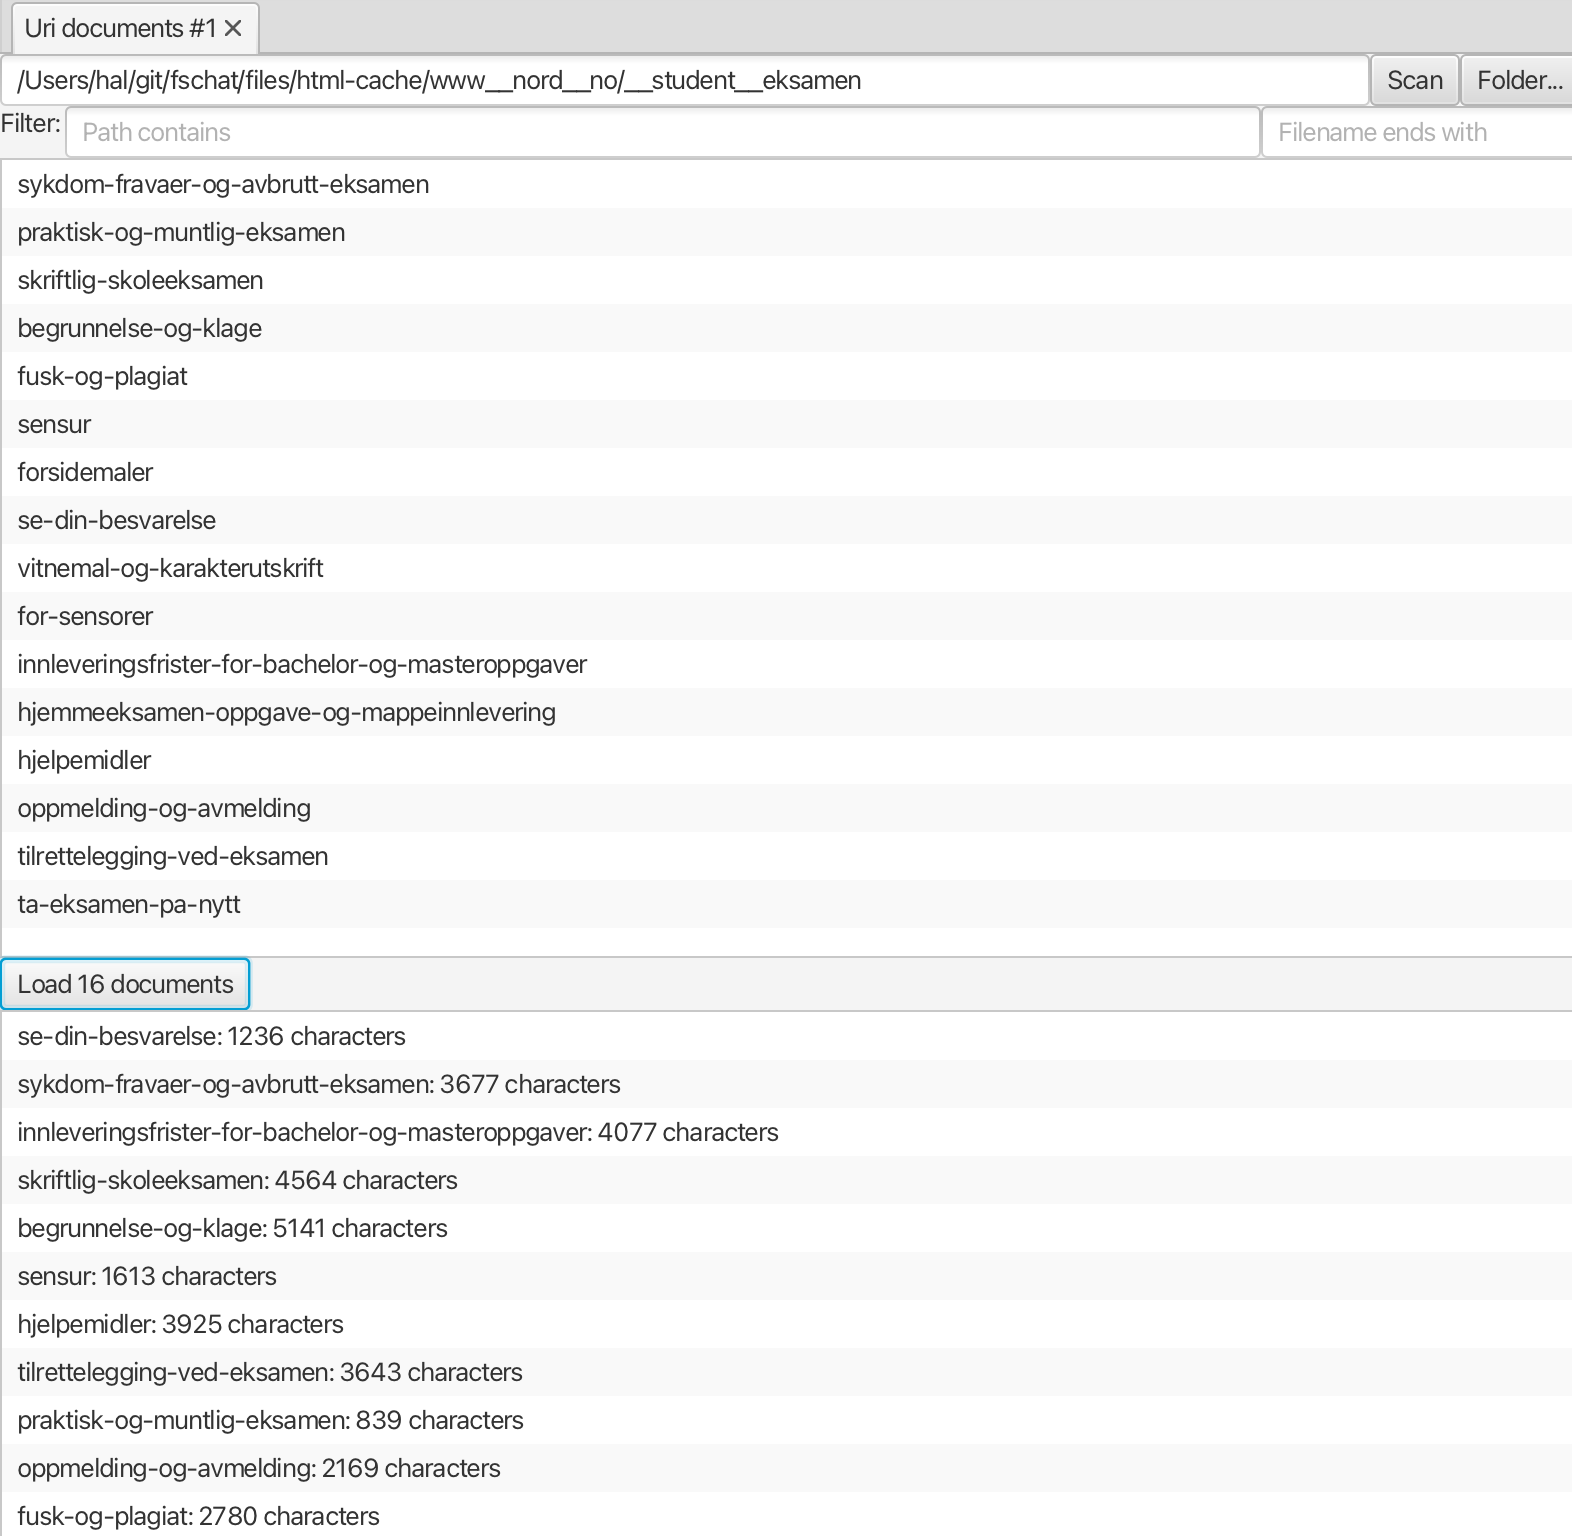 Uri documents #1
/Users/hal/git/fschat/files/html-cache/www__nord__no/__student__eksamen Scan Folder...
Filter: Path contains Filename ends with
sykdom-fravaer-og-avbrutt-eksamen
praktisk-og-muntlig-eksamen
skriftlig-skoleeksamen
begrunnelse-og-klage
fusk-og-plagiat
sensur
forsidemaler
se-din-besvarelse
vitnemal-og-karakterutskrift
for-sensorer
innleveringsfrister-for-bachelor-og-masteroppgaver
hjemmeeksamen-oppgave-og-mappeinnlevering
hjelpemidler
oppmelding-og-avmelding
tilrettelegging-ved-eksamen
ta-eksamen-pa-nytt
Load 16 documents
se-din-besvarelse: 1236 characters
sykdom-fravaer-og-avbrutt-eksamen: 3677 characters
innleveringsfrister-for-bachelor-og-masteroppgaver: 4077 characters
skriftlig-skoleeksamen: 4564 characters
begrunnelse-og-klage: 5141 characters
sensur: 1613 characters
hjelpemidler: 3925 characters
tilrettelegging-ved-eksamen: 3643 characters
praktisk-og-muntlig-eksamen: 839 characters
oppmelding-og-avmelding: 2169 characters
fusk-og-plagiat: 2780 characters